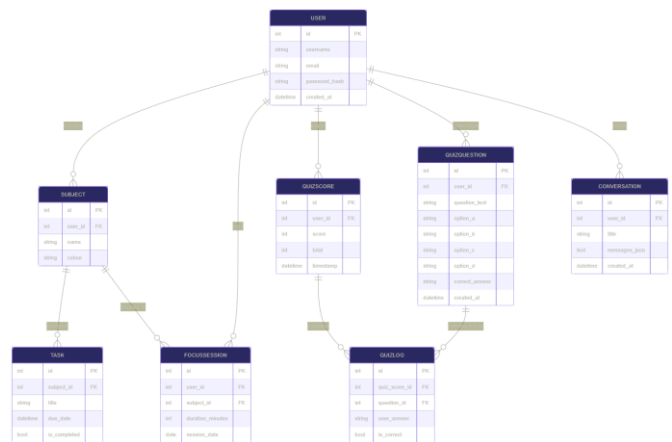 USER
int id PK
string username
string email
string password_hash
datetime created_at
SUBJECT
int id PK
int user_id FK
string name
string colour
QUIZSCORE
int id PK
int user_id FK
int score
int total
datetime timestamp
QUIZQUESTION
int id PK
int user_id FK
string question_text
string option_a
string option_b
string option_c
string option_d
string correct_answer
datetime created_at
CONVERSATION
int id PK
int user_id FK
string title
text messages_json
datetime created_at
TASK
int id PK
int subject_id FK
string title
datetime due_date
bool is_completed
FOCUSSESSION
int id PK
int user_id FK
int subject_id FK
int duration_minutes
date session_date
QUIZLOG
int id PK
int quiz_score_id FK
int question_id FK
string user_answer
bool is_correct